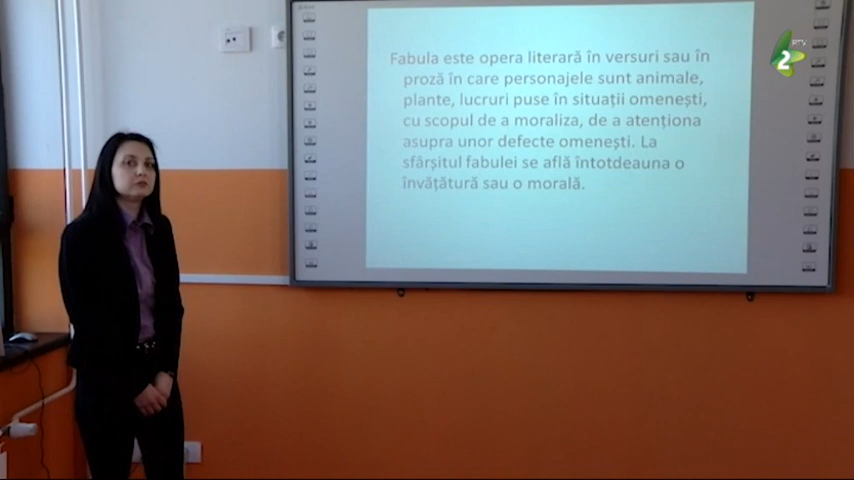 Fabula este opera literară în versuri sau în
proză în care personajele sunt animale,
plante, lucruri puse în situații omenești,
cu scopul de a moraliza, de a atenționa
asupra unor defecte omenești. La
sfârșitul fabulei se află întotdeauna o
învățătură sau o morală.
RTV
2